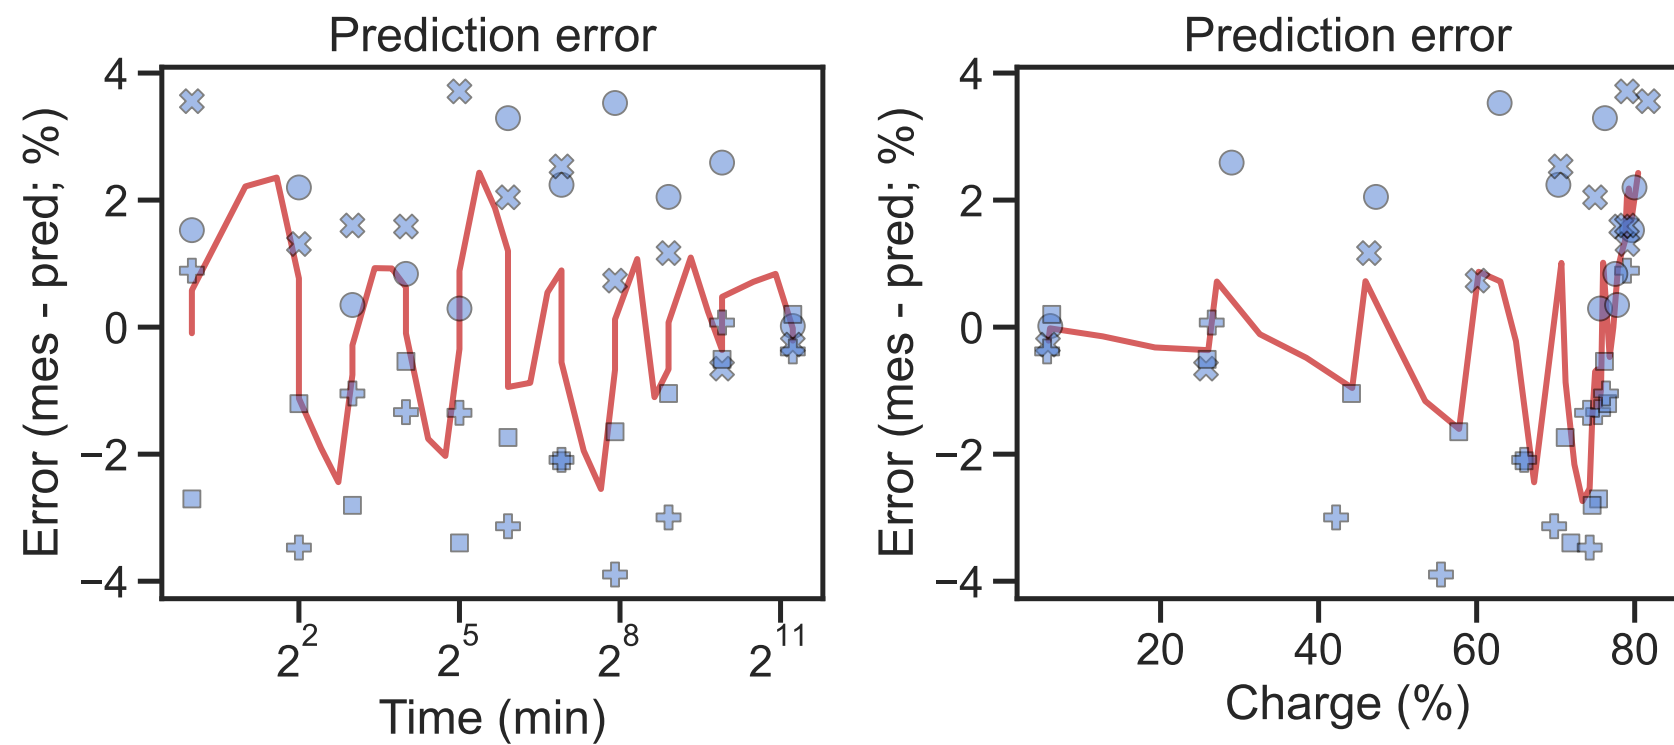 Prediction error
4
2
0
−2
−4
Error (mes - pred; %)
2^2 2^5 2^8 2^11
Time (min)
Prediction error
4
2
0
−2
−4
Error (mes - pred; %)
20 40 60 80
Charge (%)